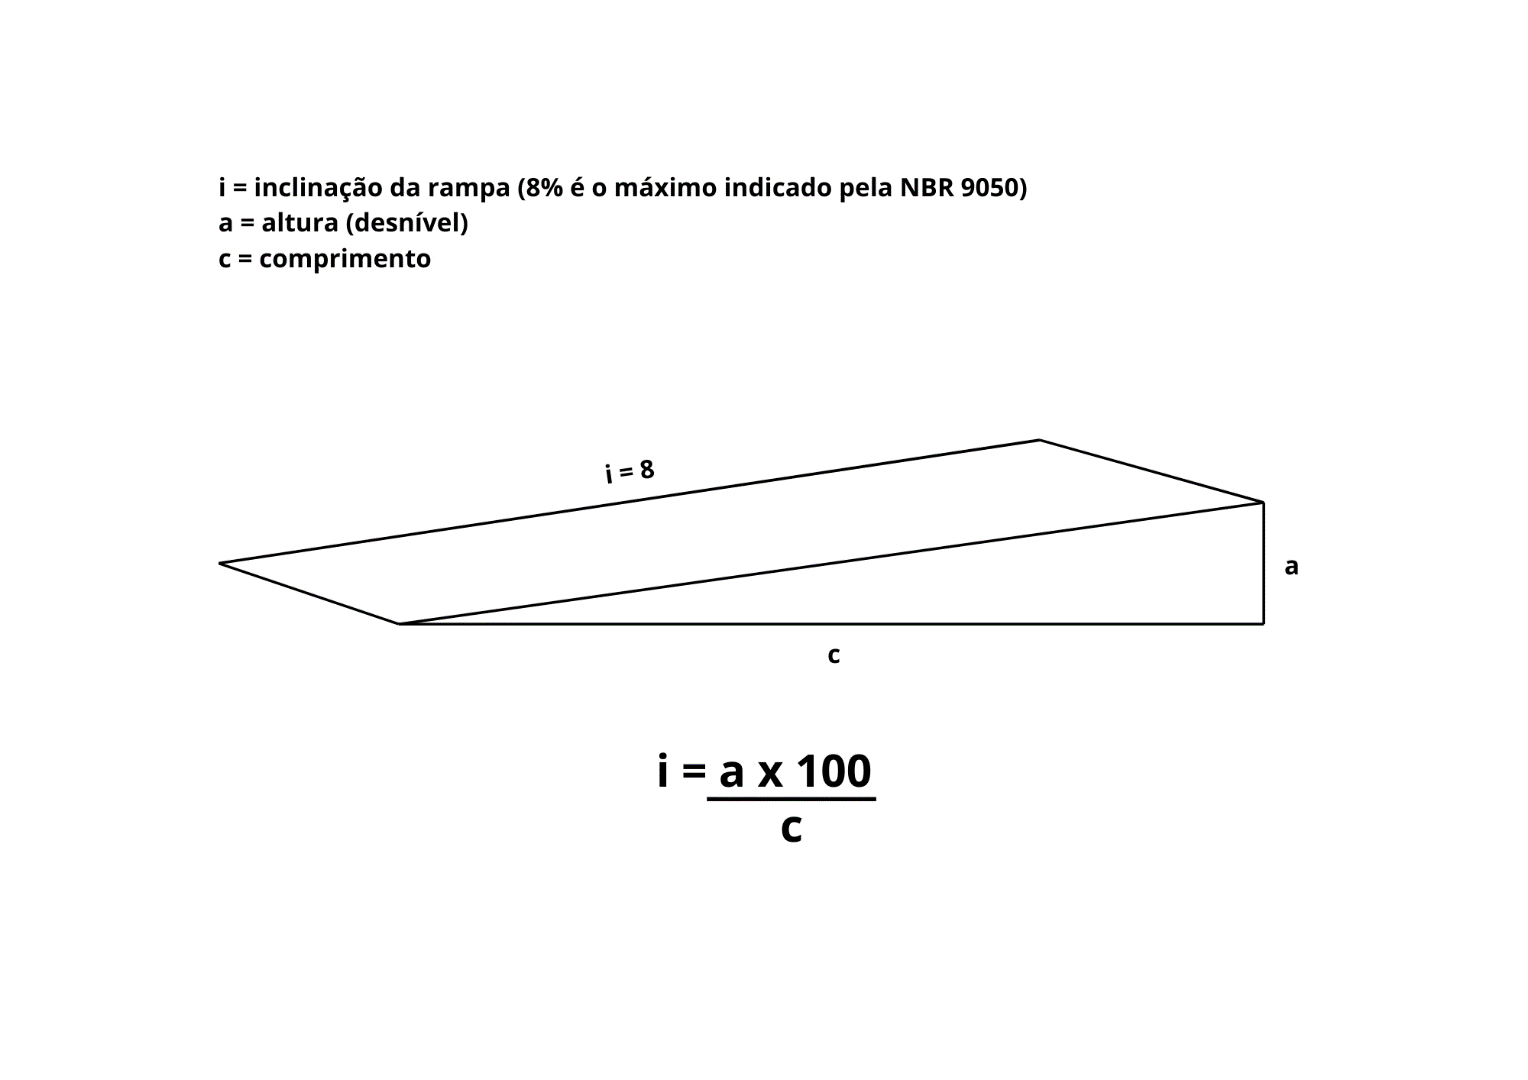 i = inclinação da rampa (8% é o máximo indicado pela NBR 9050)
a = altura (desnível)
c = comprimento
i = 8
a
c
i = a x 100
c